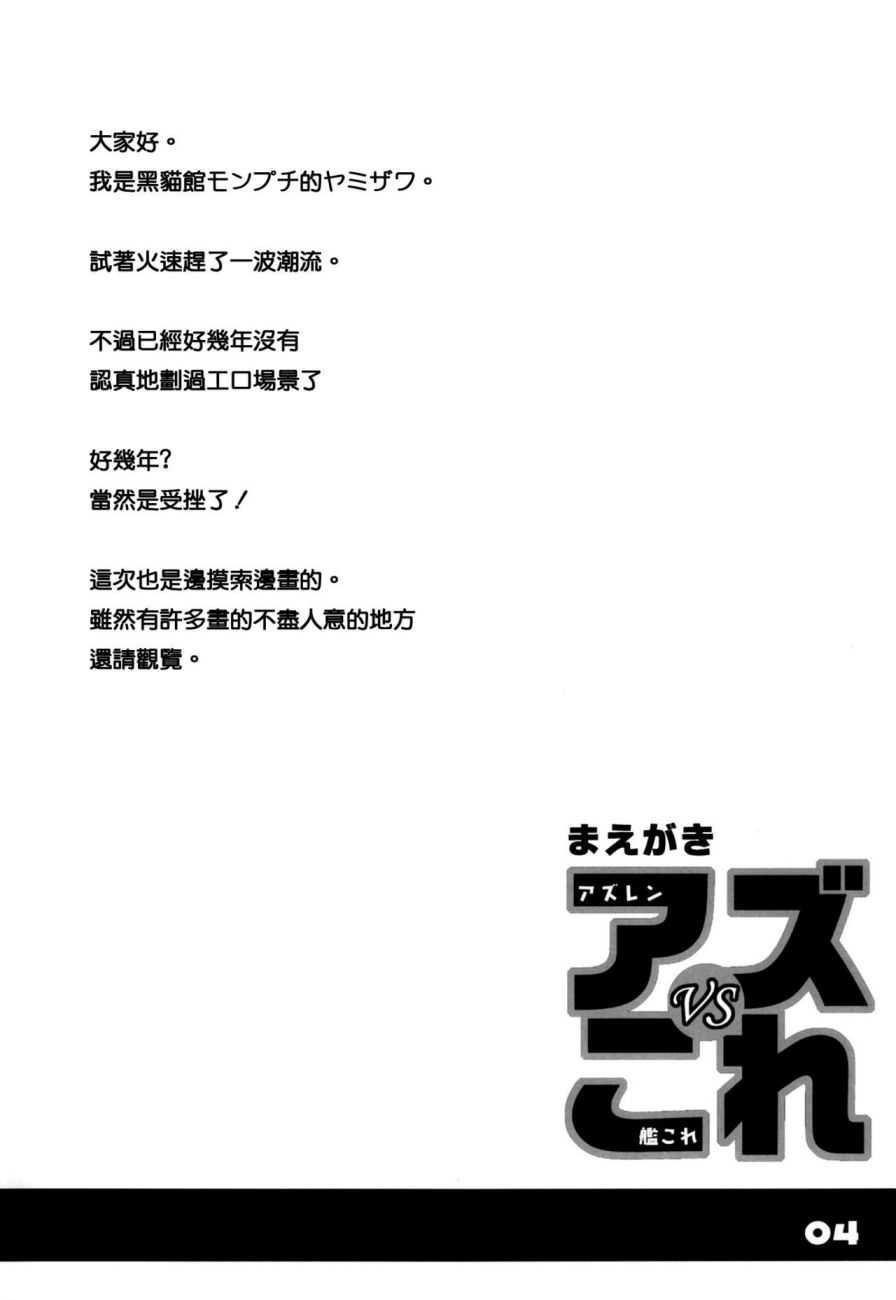 大家好。
我是黑貓館モンプチ的ヤミザワ。
試著火速趕了一波潮流。
不過已經好幾年沒有
認真地劃過工口場景了
好幾年？
當然是受挫了！
這次也是邊摸索邊畫的。
雖然有許多畫的不盡人意的地方
還請觀覽。
まえがき
アズレン
アズ
VS
これ
艦これ
04